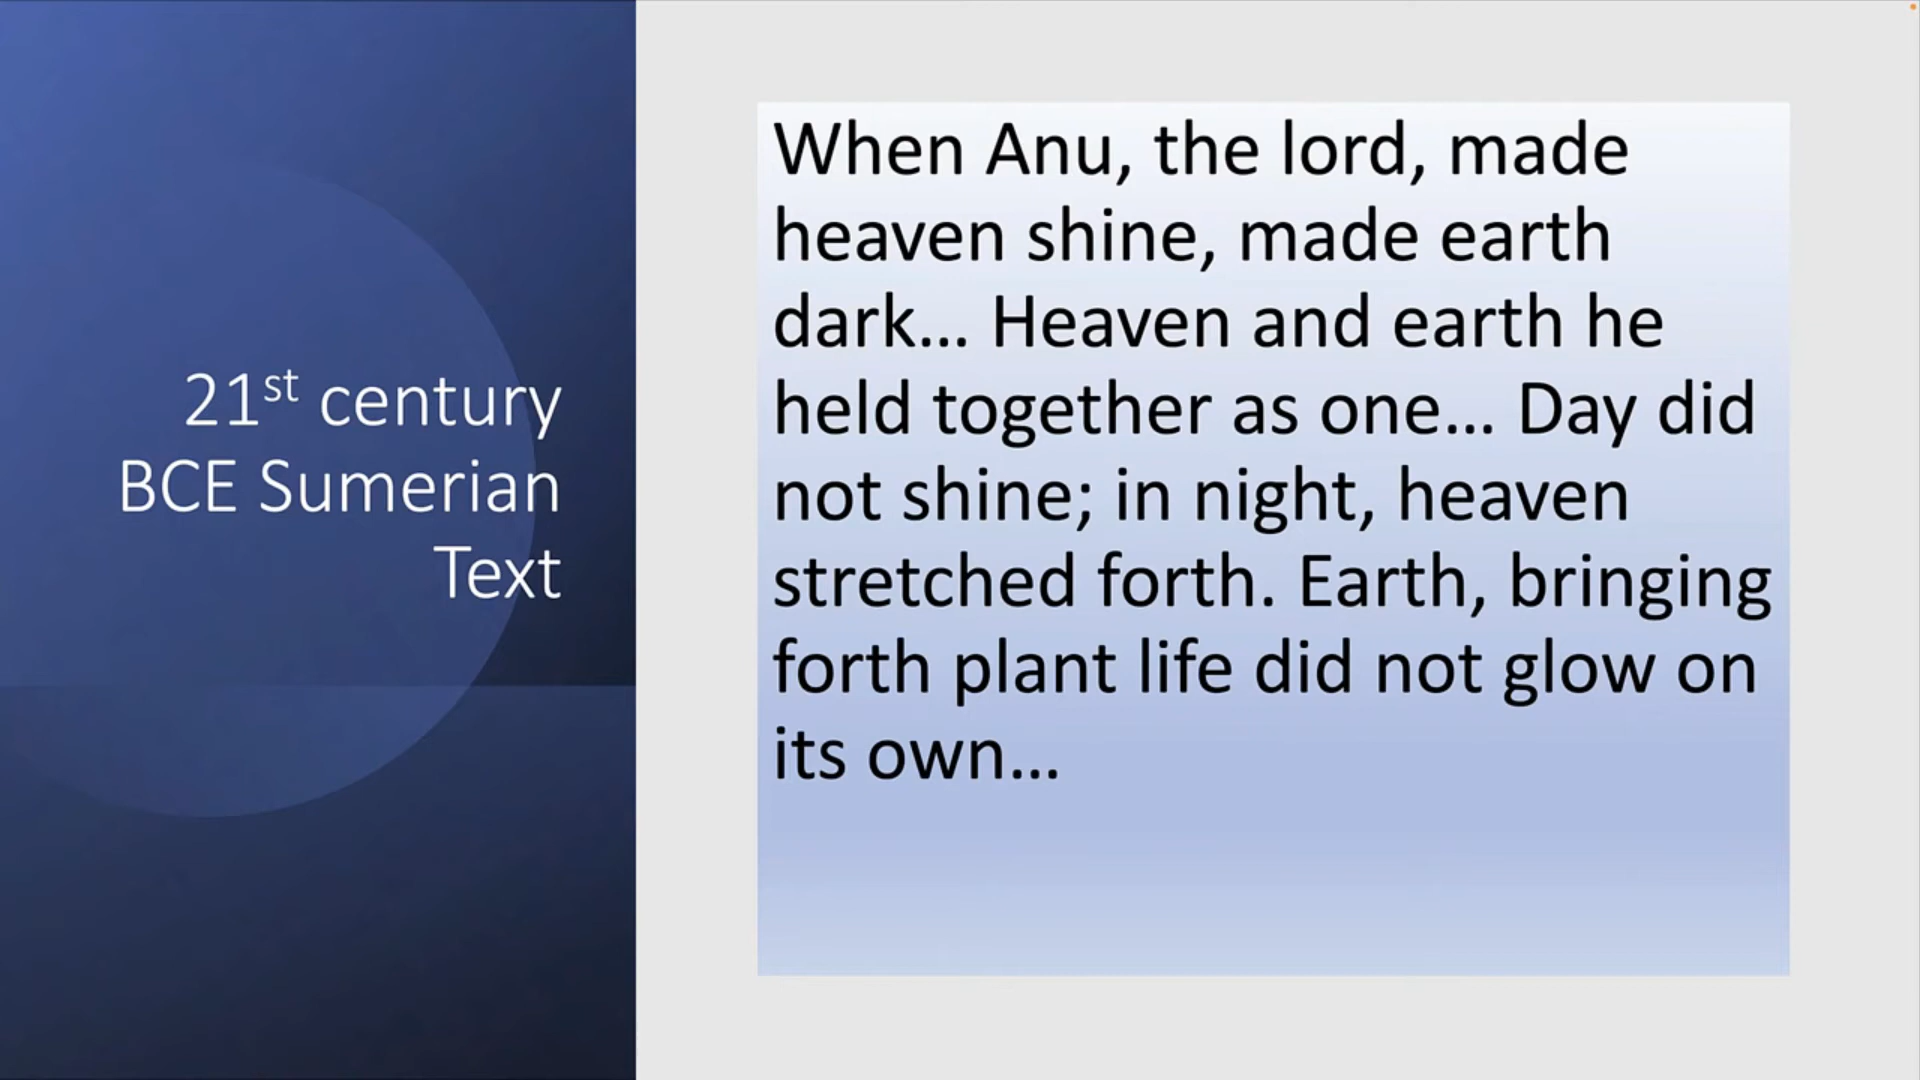 21st century
BCE Sumerian
Text
When Anu, the lord, made
heaven shine, made earth
dark... Heaven and earth he
held together as one... Day did
not shine; in night, heaven
stretched forth. Earth, bringing
forth plant life did not glow on
its own...